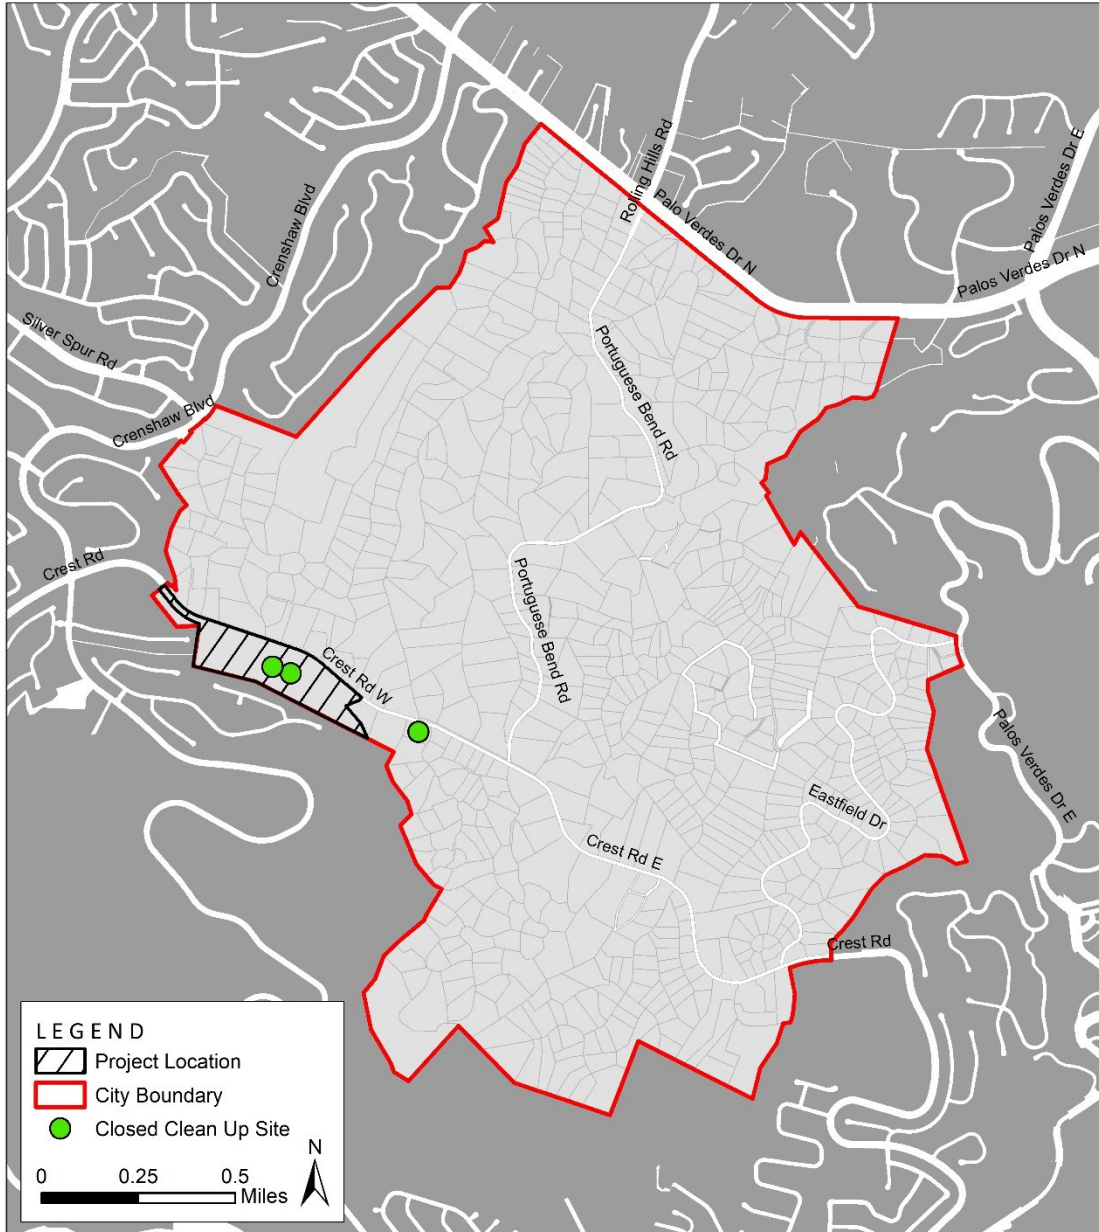 Rolling Hills Rd
Palos Verdes Dr E
Palo Verdes Dr N
Crenshaw Blvd
Palos Verdes Dr N
Silver Spur Rd
Portuguese Bend Rd
Crenshaw Blvd
Crest Rd
Portuguese Bend Rd
Crest Rd W
Palos Verdes Dr E
Eastfield Dr
Crest Rd E
Crest Rd
LEGEND
Project Location
City Boundary
Closed Clean Up Site
N
0 0.25 0.5
Miles